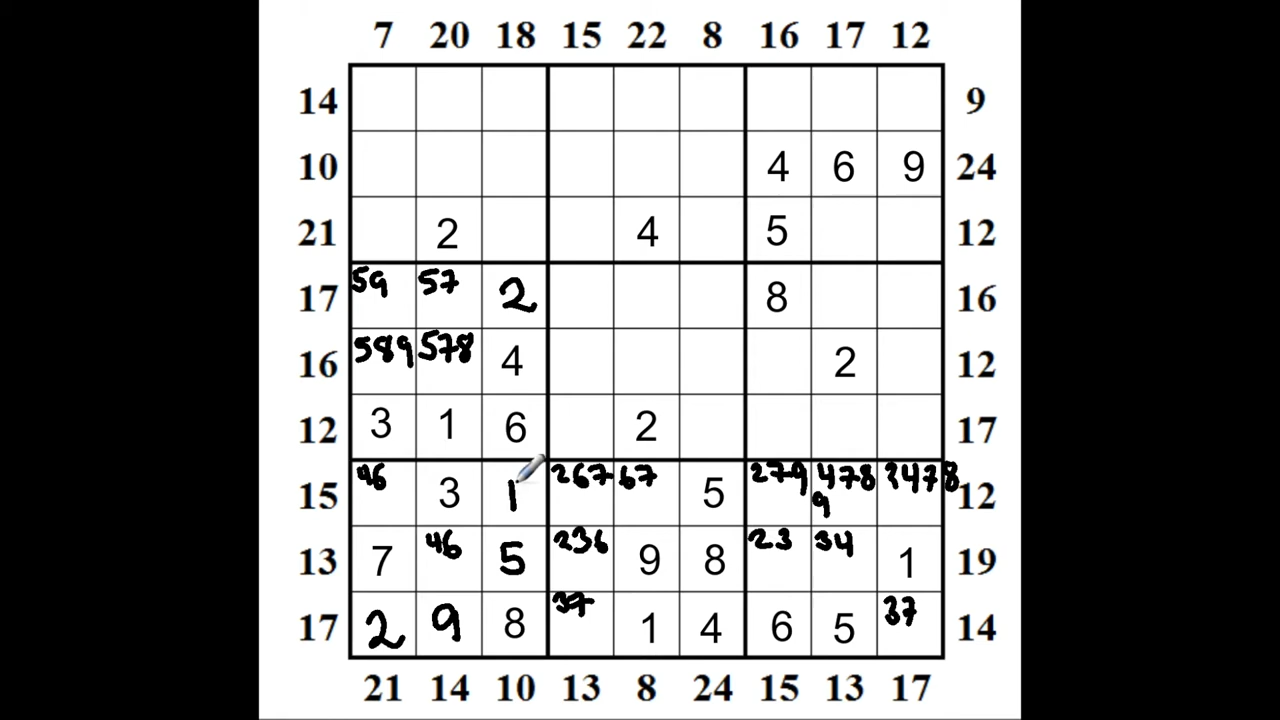 7 20 18 15 22 8 16 17 12
14 9
10 4 6 9 24
21 2 4 5 12
17 59 57 2 8 16
16 589 578 4 2 12
12 3 1 6 2 17
15 46 3 1 267 67 5 279 4789 3478 12
13 7 46 5 236 9 8 23 34 1 19
17 2 9 8 37 1 4 6 5 37 14
21 14 10 13 8 24 15 13 17